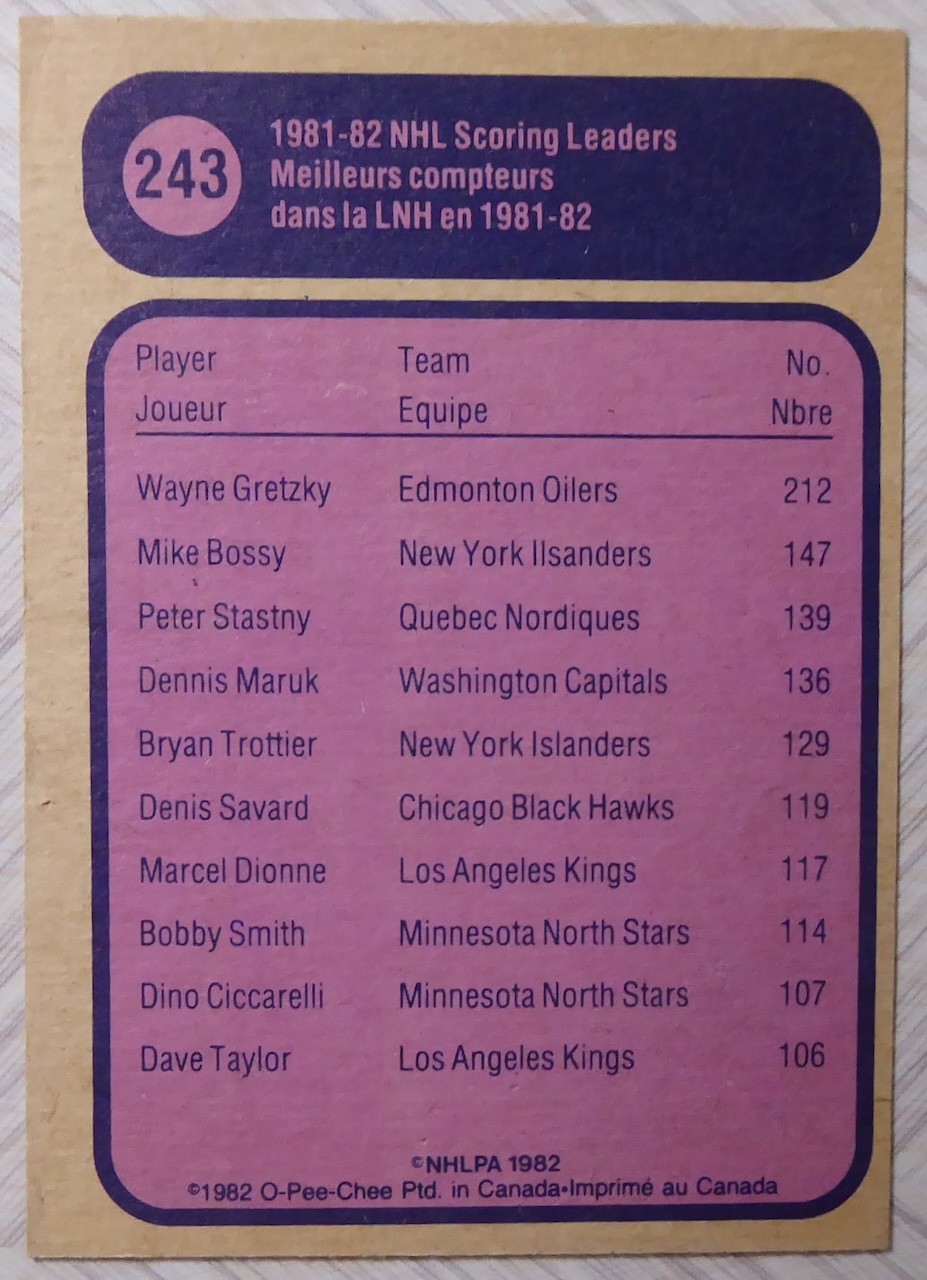 243
1981-82 NHL Scoring Leaders
Meilleurs compteurs
dans la LNH en 1981-82
Player Team No.
Joueur Equipe Nbre
Wayne Gretzky Edmonton Oilers 212
Mike Bossy New York Ilsanders 147
Peter Stastny Quebec Nordiques 139
Dennis Maruk Washington Capitals 136
Bryan Trottier New York Islanders 129
Denis Savard Chicago Black Hawks 119
Marcel Dionne Los Angeles Kings 117
Bobby Smith Minnesota North Stars 114
Dino Ciccarelli Minnesota North Stars 107
Dave Taylor Los Angeles Kings 106
©NHLPA 1982
©1982 O-Pee-Chee Ptd. in Canada•Imprimé au Canada